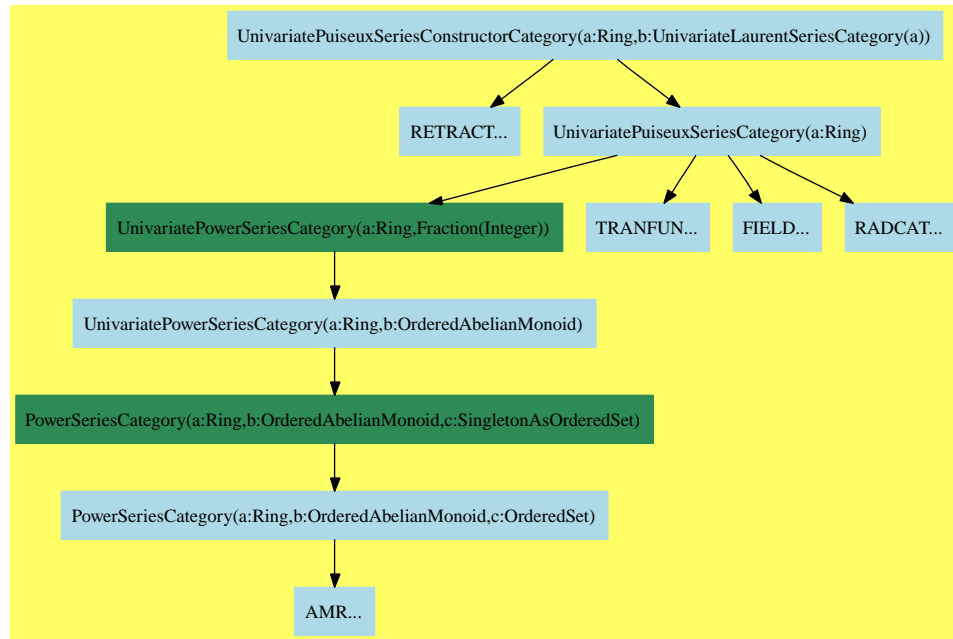 UnivariatePuiseuxSeriesConstructorCategory(a:Ring,b:UnivariateLaurentSeriesCategory(a))
RETRACT...
UnivariatePuiseuxSeriesCategory(a:Ring)
UnivariatePowerSeriesCategory(a:Ring,Fraction(Integer))
TRANFUN...
FIELD...
RADCAT...
UnivariatePowerSeriesCategory(a:Ring,b:OrderedAbelianMonoid)
PowerSeriesCategory(a:Ring,b:OrderedAbelianMonoid,c:SingletonAsOrderedSet)
PowerSeriesCategory(a:Ring,b:OrderedAbelianMonoid,c:OrderedSet)
AMR...